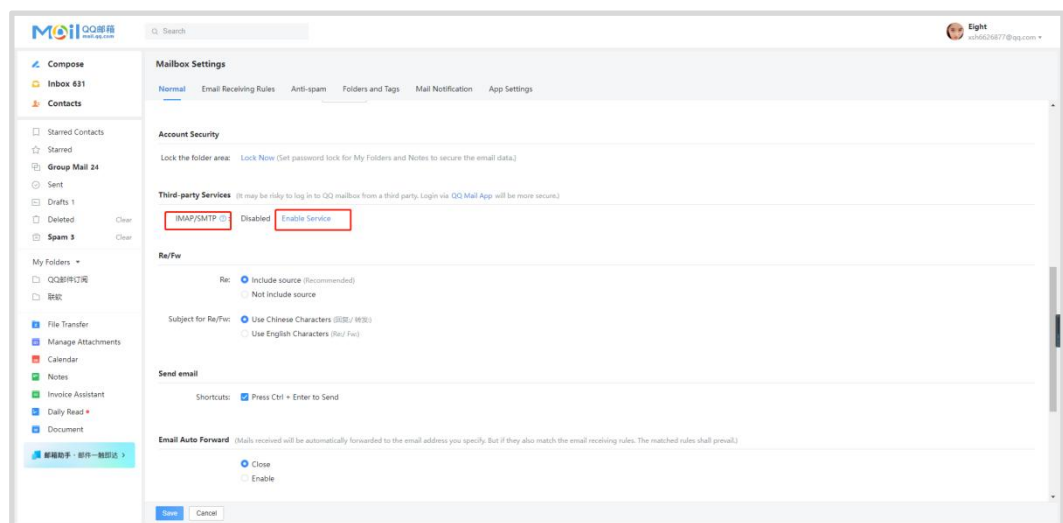 Mail QQ邮箱
mail.qq.com
Search
Eight
xsh6626877@qq.com
Compose
Inbox 631
Contacts
Starred Contacts
Starred
Group Mail 24
Sent
Drafts 1
Deleted Clear
Spam 3 Clear
My Folders
QQ邮件订阅
联软
File Transfer
Manage Attachments
Calendar
Notes
Invoice Assistant
Daily Read
Document
邮箱助手 · 邮件一触即达
Mailbox Settings
Normal Email Receiving Rules Anti-spam Folders and Tags Mail Notification App Settings
Account Security
Lock the folder area: Lock Now (Set password lock for My Folders and Notes to secure the email data.)
Third-party Services (It may be risky to log in to QQ mailbox from a third party. Login via QQ Mail App will be more secure.)
IMAP/SMTP : Disabled Enable Service
Re/Fw
Re: Include source (Recommended)
Not include source
Subject for Re/Fw: Use Chinese Characters (回复:/ 转发:)
Use English Characters (Re:/ Fw:)
Send email
Shortcuts: Press Ctrl + Enter to Send
Email Auto Forward (Mails received will be automatically forwarded to the email address you specify. But if they also match the email receiving rules. The matched rules shall prevail.)
Close
Enable
Save Cancel